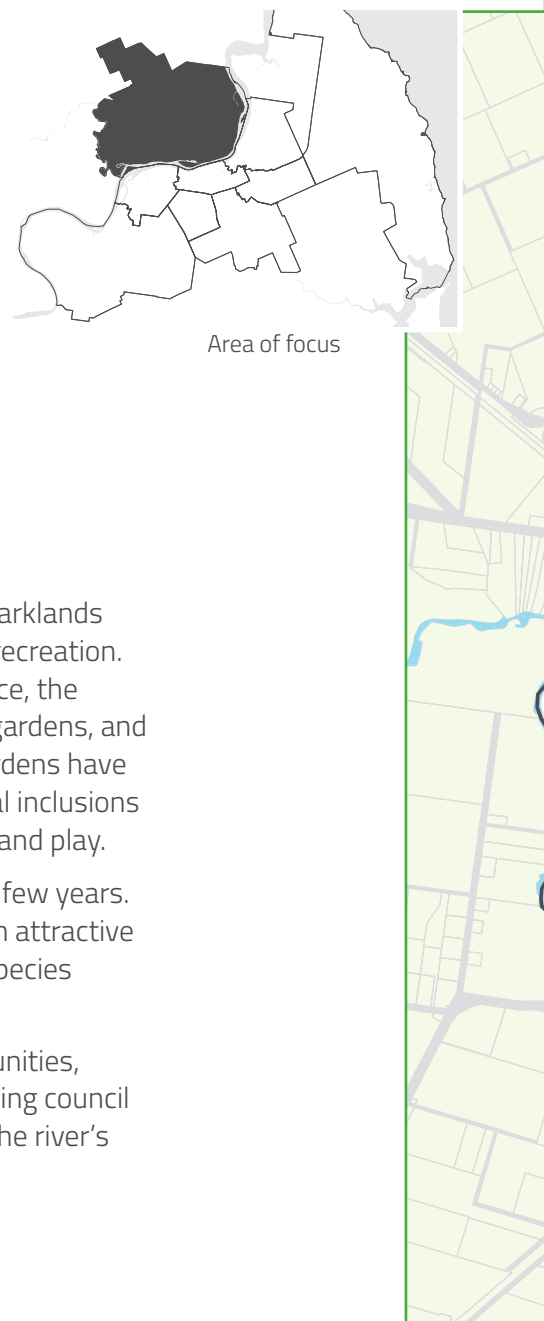 Area of focus
arklands
recreation.
ce, the
gardens, and
rdens have
al inclusions
and play.
few years.
n attractive
pecies
unities,
ing council
he river's